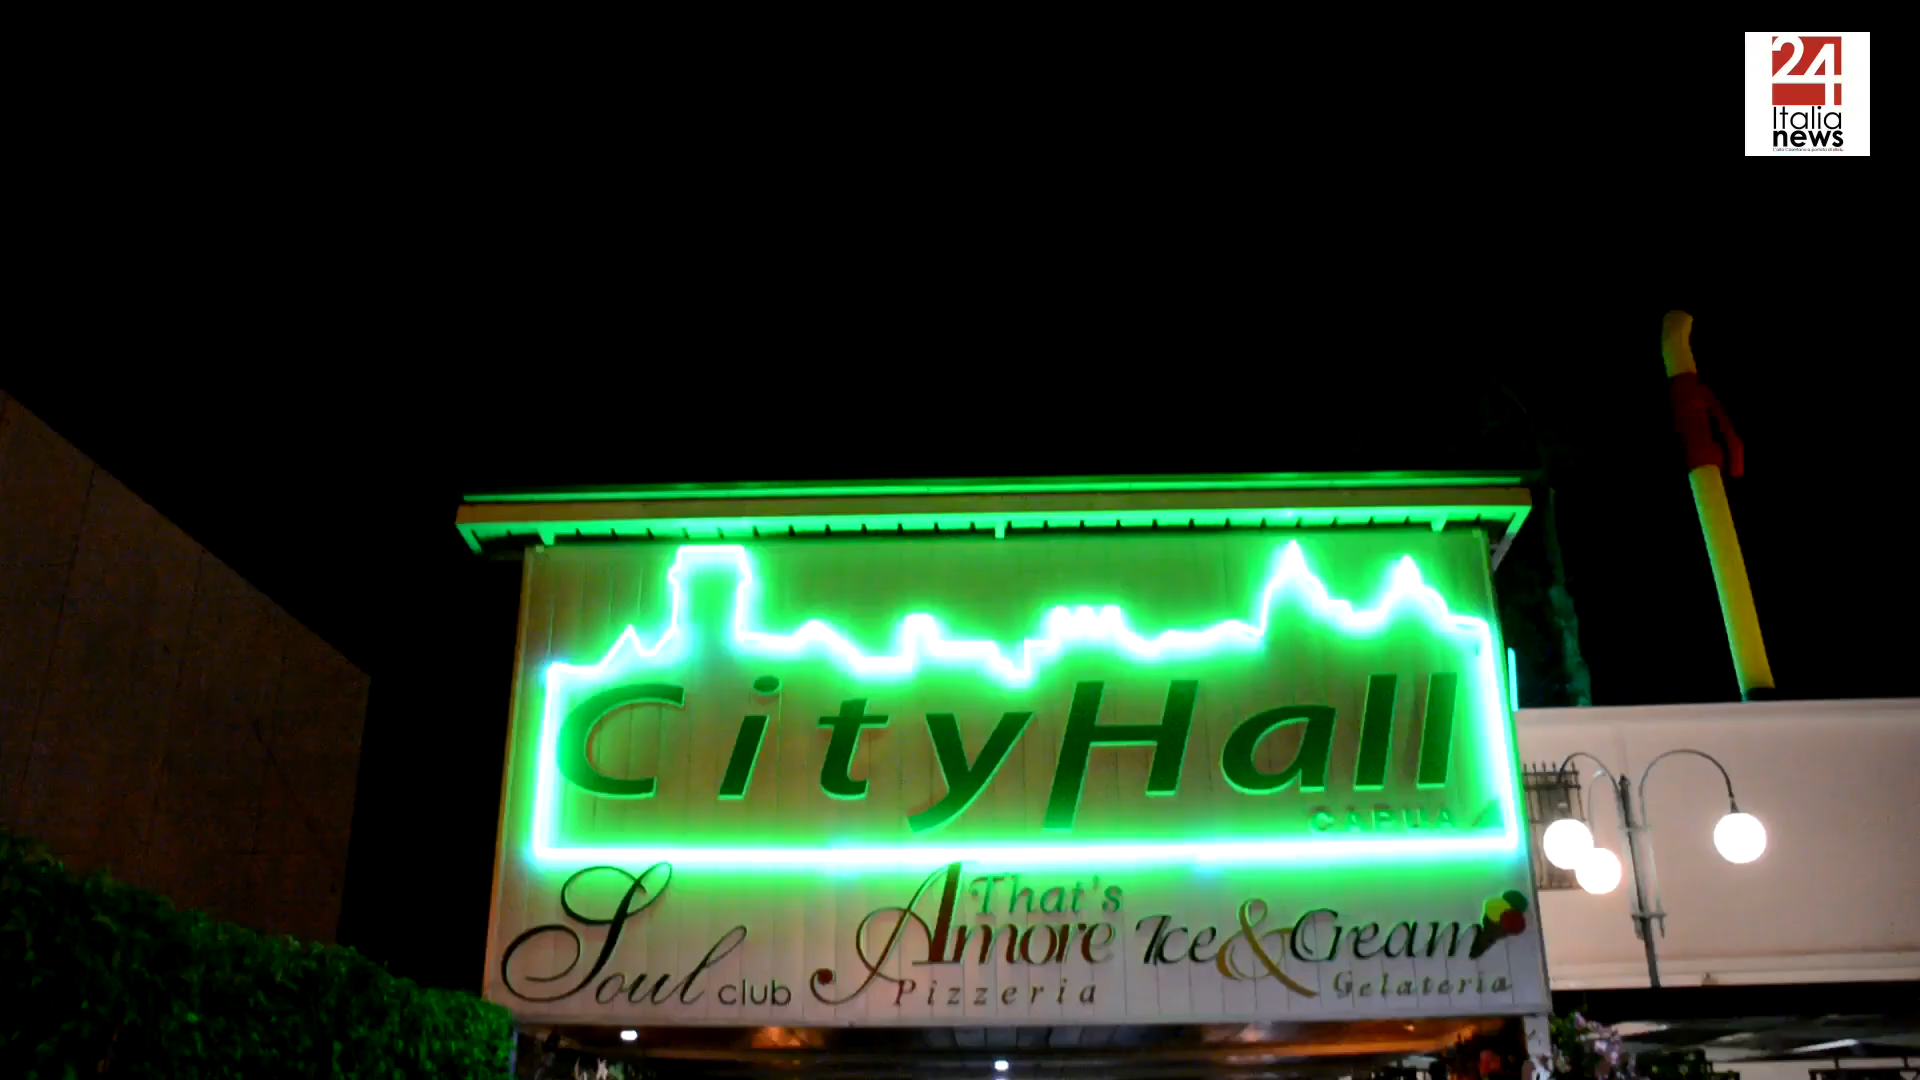 24
Italia
news
CityHall
CAPUA
Soul club
That's
Amore
Pizzeria
Ice & Cream
Gelateria